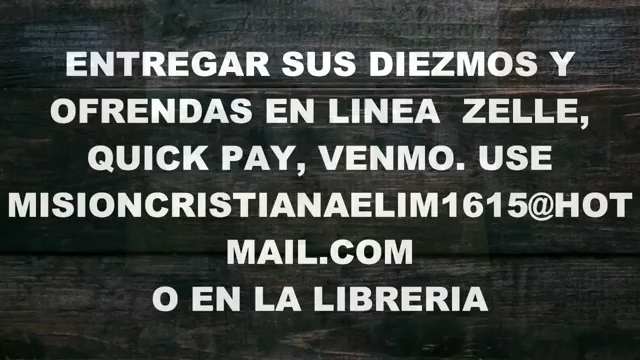 ENTREGAR SUS DIEZMOS Y
OFRENDAS EN LINEA ZELLE,
QUICK PAY, VENMO. USE
MISIONCRISTIANAELIM1615@HOT
MAIL.COM
O EN LA LIBRERIA